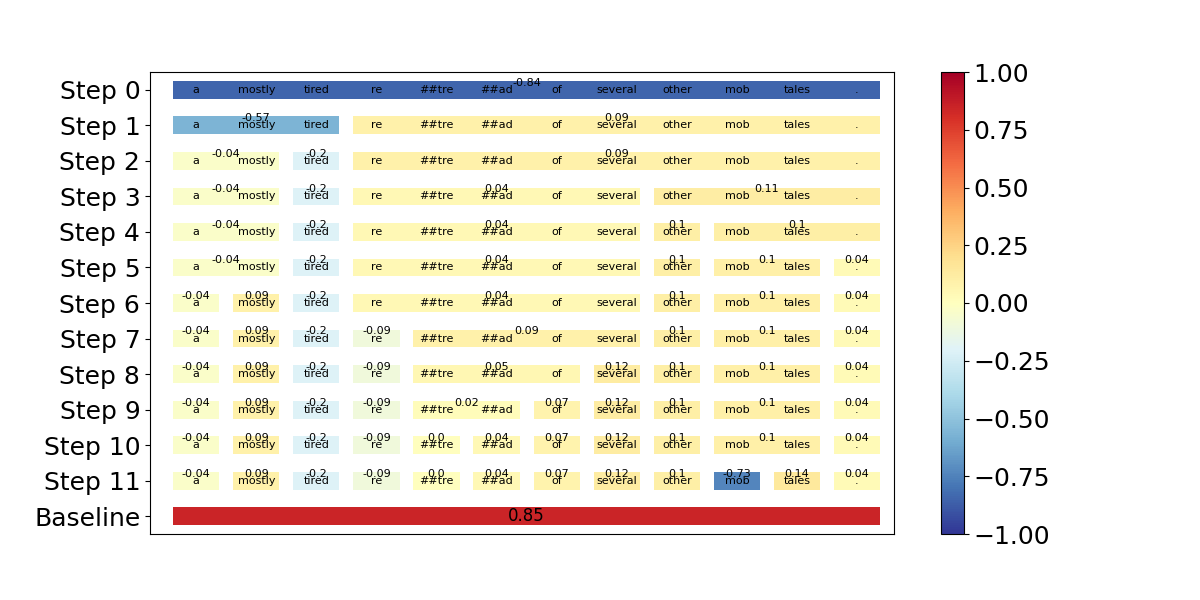 Step 0 a mostly tired re ##tre ##ad of several other mob tales . -0.84
Step 1 a mostly tired re ##tre ##ad of several other mob tales . -0.57 0.09
Step 2 a mostly tired re ##tre ##ad of several other mob tales . -0.04 -0.2 0.09
Step 3 a mostly tired re ##tre ##ad of several other mob tales . -0.04 -0.2 0.04 0.11
Step 4 a mostly tired re ##tre ##ad of several other mob tales . -0.04 -0.2 0.04 0.1 0.1
Step 5 a mostly tired re ##tre ##ad of several other mob tales . -0.04 -0.2 0.04 0.1 0.1 0.04
Step 6 a mostly tired re ##tre ##ad of several other mob tales . -0.04 0.09 -0.2 0.04 0.1 0.1 0.04
Step 7 a mostly tired re ##tre ##ad of several other mob tales . -0.04 0.09 -0.2 -0.09 0.09 0.1 0.1 0.04
Step 8 a mostly tired re ##tre ##ad of several other mob tales . -0.04 0.09 -0.2 -0.09 0.05 0.12 0.1 0.1 0.04
Step 9 a mostly tired re ##tre ##ad of several other mob tales . -0.04 0.09 -0.2 -0.09 0.02 0.07 0.12 0.1 0.1 0.04
Step 10 a mostly tired re ##tre ##ad of several other mob tales . -0.04 0.09 -0.2 -0.09 0.0 0.04 0.07 0.12 0.1 0.1 0.04
Step 11 a mostly tired re ##tre ##ad of several other mob tales . -0.04 0.09 -0.2 -0.09 0.0 0.04 0.07 0.12 0.1 -0.73 0.14 0.04
Baseline 0.85
1.00
0.75
0.50
0.25
0.00
−0.25
−0.50
−0.75
−1.00